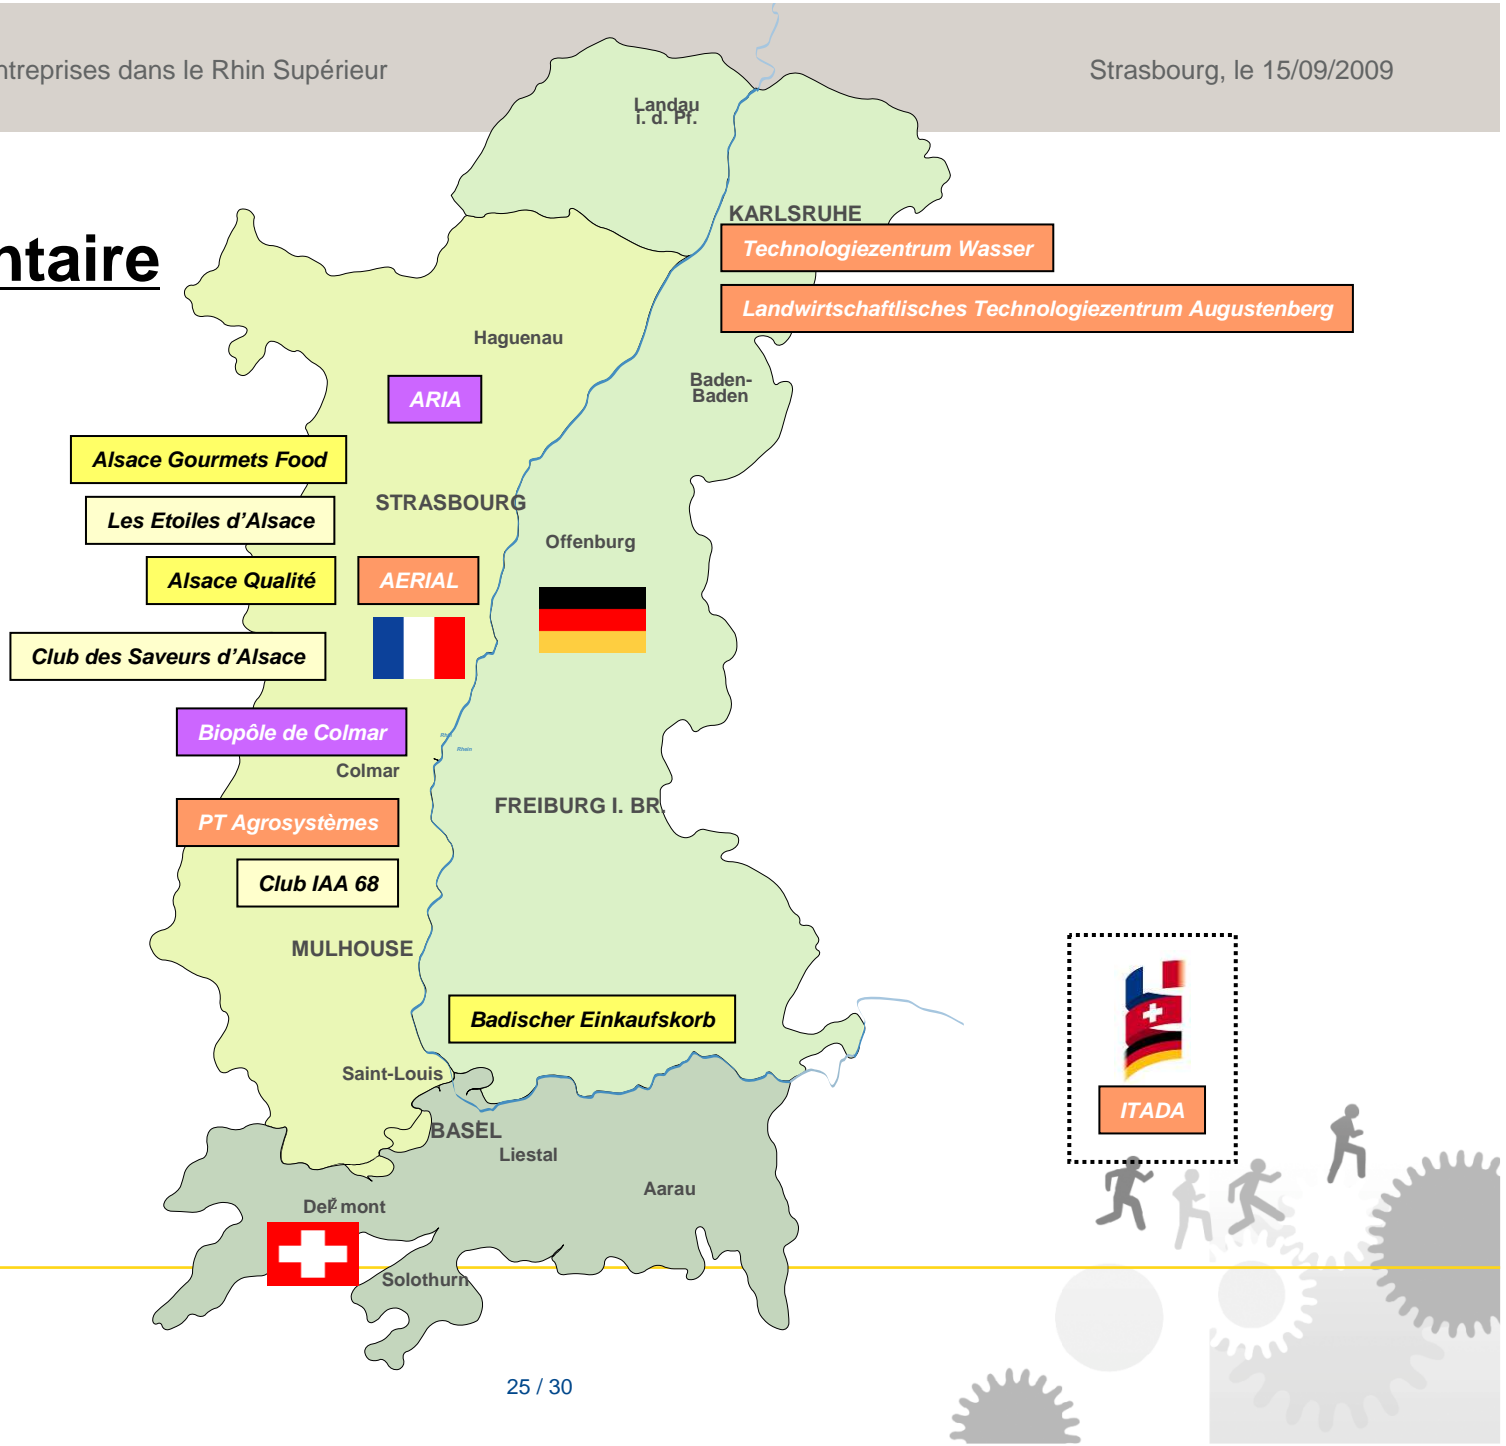 ntreprises dans le Rhin Supérieur
Strasbourg, le 15/09/2009
Landau
i. d. Pf.
KARLSRUHE
ntaire
Technologiezentrum Wasser
Landwirtschaftlisches Technologiezentrum Augustenberg
Haguenau
Baden-
Baden
ARIA
Alsace Gourmets Food
STRASBOURG
Les Etoiles d’Alsace
Offenburg
Alsace Qualité
AERIAL
Club des Saveurs d’Alsace
Biopôle de Colmar
Rhin
Rhein
Colmar
FREIBURG I. BR.
PT Agrosystèmes
Club IAA 68
MULHOUSE
Badischer Einkaufskorb
Saint-Louis
ITADA
BASEL
Liestal
Aarau
Solothurn
25 / 30